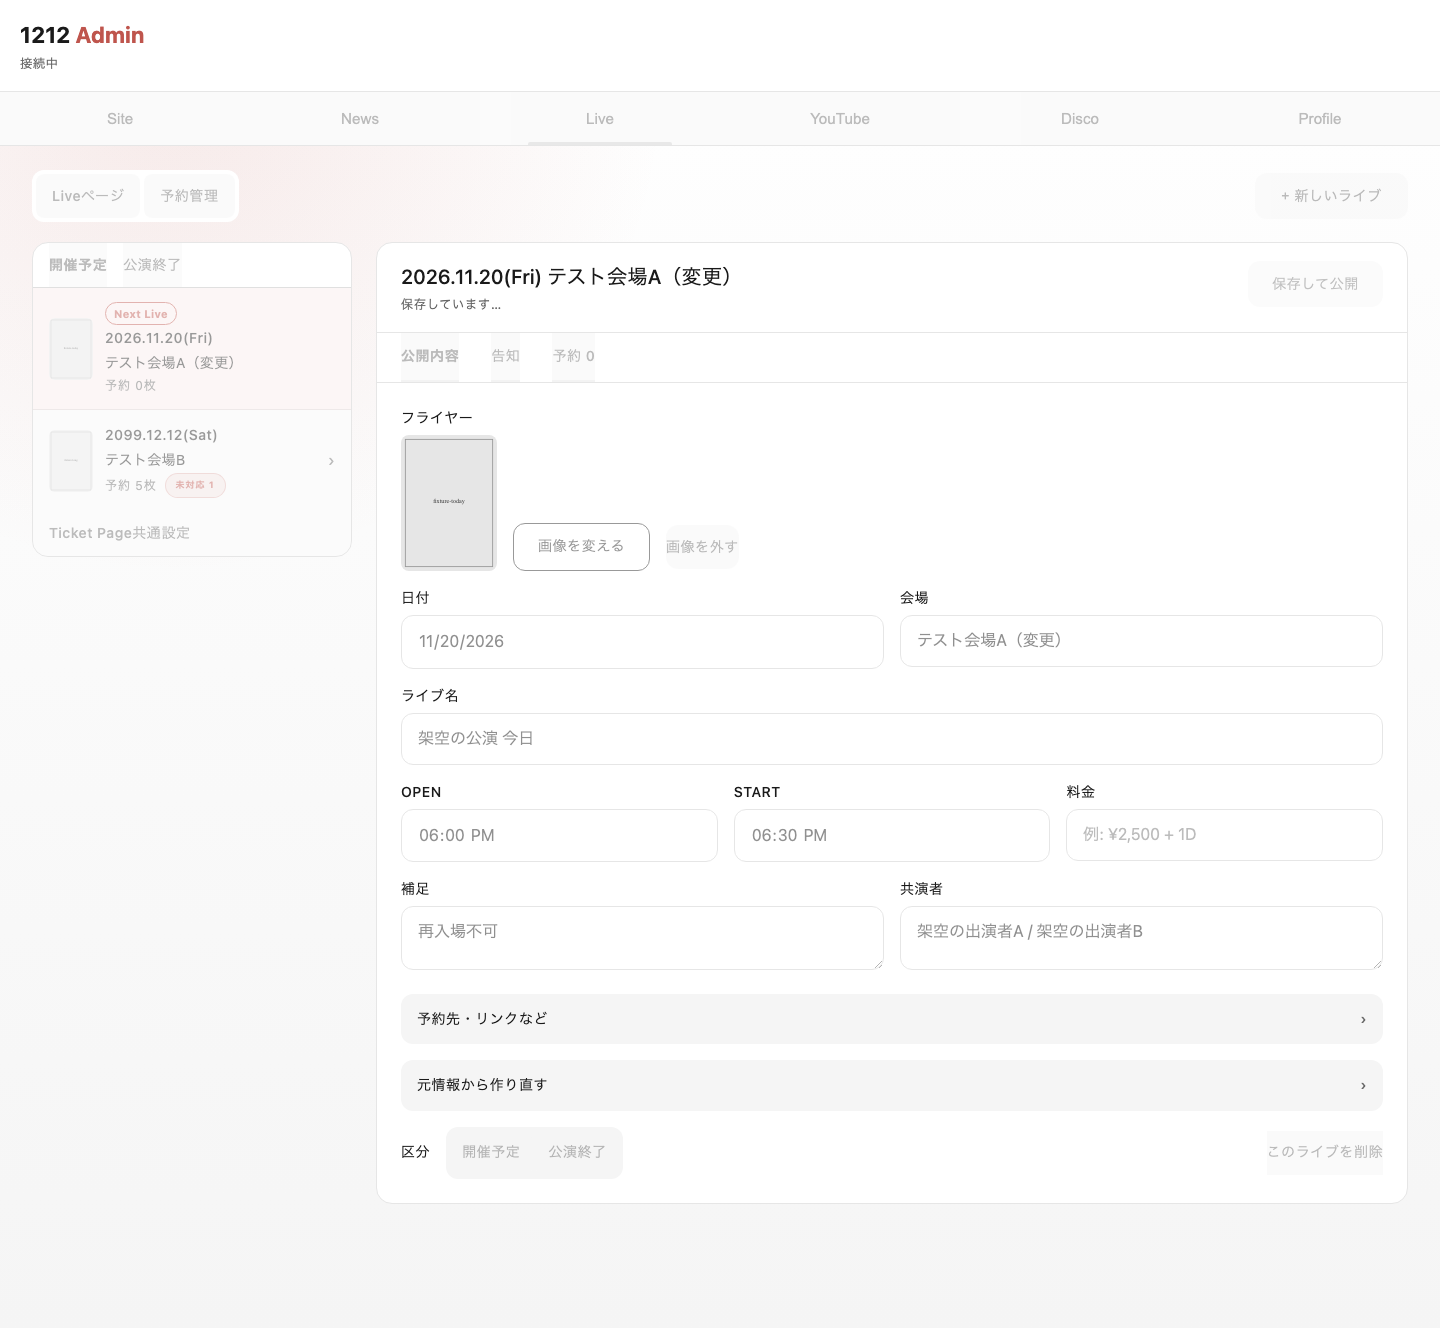 1212 Admin
接続中
Site
News
Live
YouTube
Disco
Profile
Liveページ
予約管理
+ 新しいライブ
開催予定
公演終了
Next Live
2026.11.20(Fri)
テスト会場A（変更）
予約 0枚
2099.12.12(Sat)
テスト会場B
予約 5枚
未対応 1
Ticket Page共通設定
2026.11.20(Fri) テスト会場A（変更）
保存しています…
保存して公開
公開内容
告知
予約 0
フライヤー
fixture-today
画像を変える
画像を外す
日付
会場
11/20/2026
テスト会場A（変更）
ライブ名
架空の公演 今日
OPEN
START
料金
06:00 PM
06:30 PM
例: ¥2,500 + 1D
補足
共演者
再入場不可
架空の出演者A / 架空の出演者B
予約先・リンクなど
元情報から作り直す
区分
開催予定
公演終了
このライブを削除